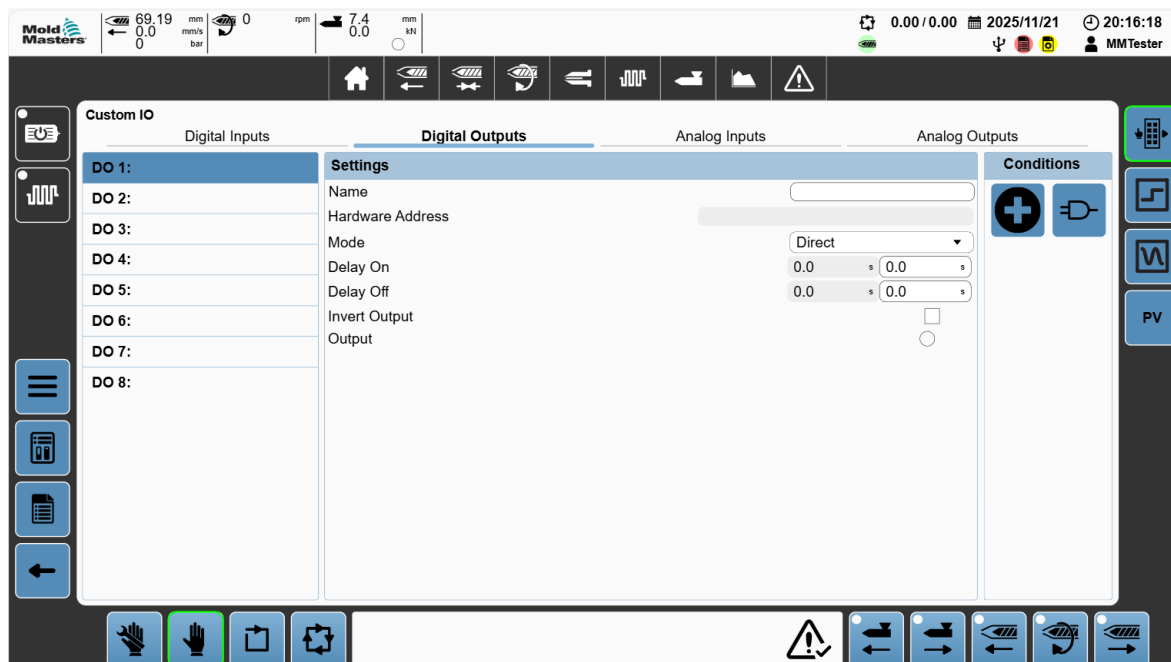 Mold
Masters
69.19 mm
0.0 mm/s
0 bar
0 rpm
7.4 mm
0.0 kN
0.00 / 0.00 2025/11/21 20:16:18
MMTester
Custom IO
Digital Inputs Digital Outputs Analog Inputs Analog Outputs
DO 1:
DO 2:
DO 3:
DO 4:
DO 5:
DO 6:
DO 7:
DO 8:
Settings
Name
Hardware Address
Mode Direct
Delay On 0.0 s 0.0 s
Delay Off 0.0 s 0.0 s
Invert Output
Output
Conditions
PV